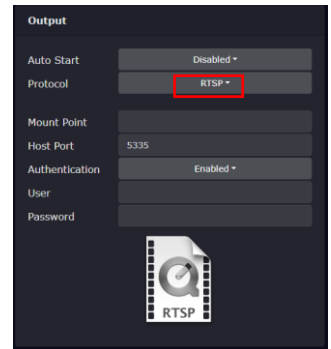 Output
Auto Start Disabled
Protocol RTSP
Mount Point
Host Port 5335
Authentication Enabled
User
Password
RTSP